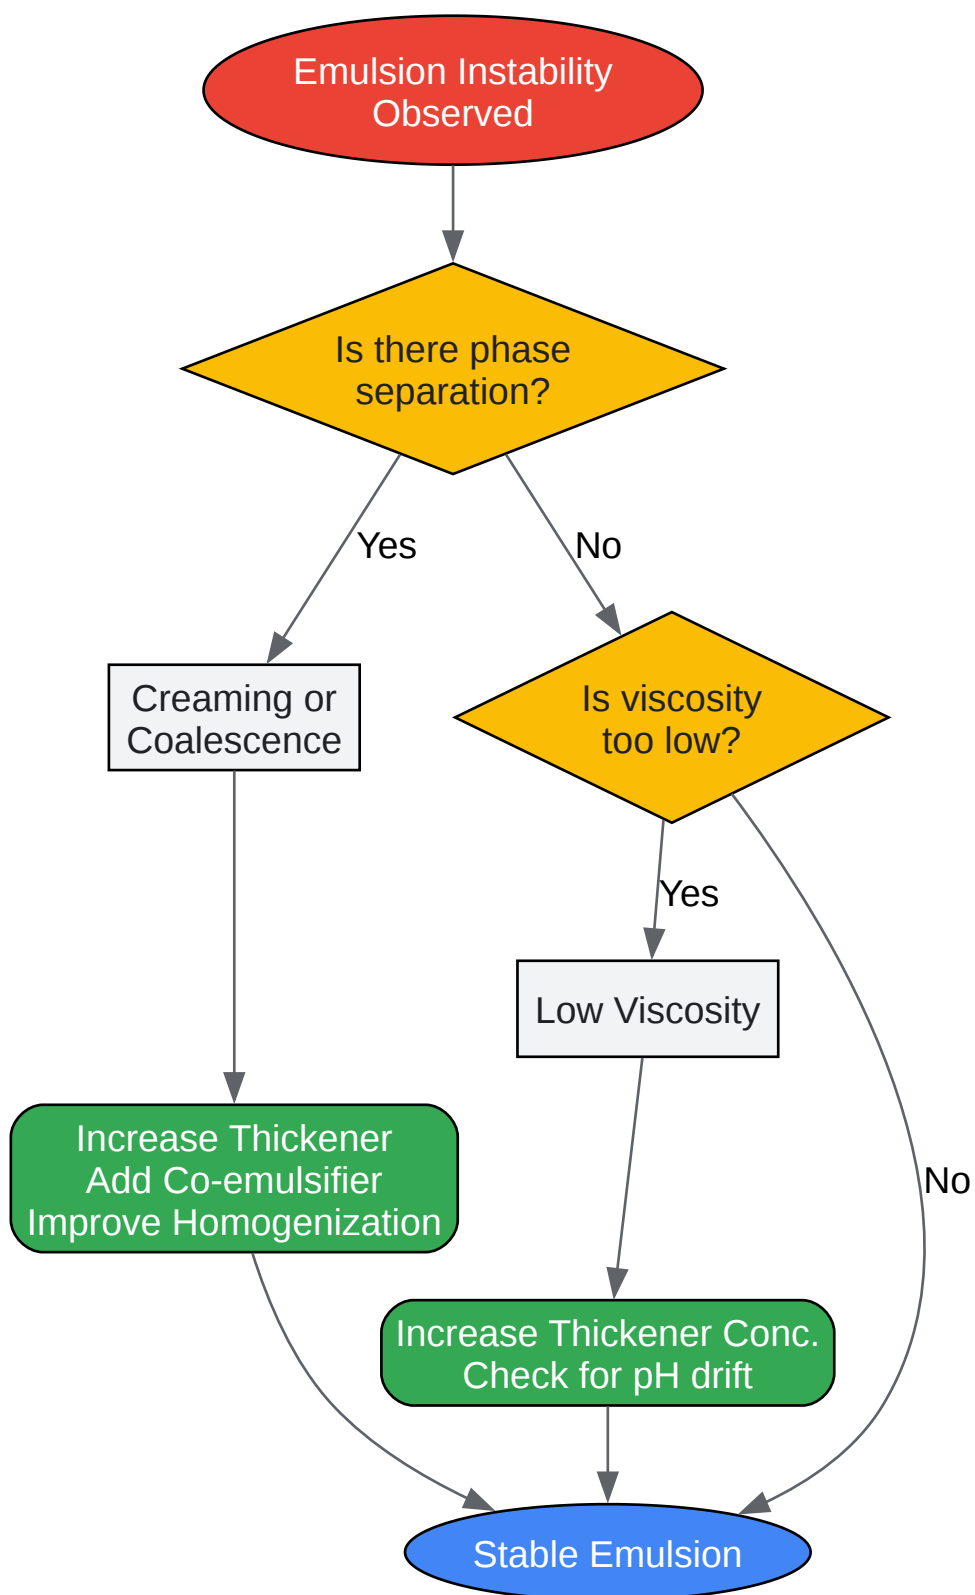 Emulsion Instability
Observed
Is there phase
separation?
Yes
No
Creaming or
Coalescence
Is viscosity
too low?
Yes
Low Viscosity
No
Increase Thickener
Add Co-emulsifier
Improve Homogenization
Increase Thickener Conc.
Check for pH drift
Stable Emulsion